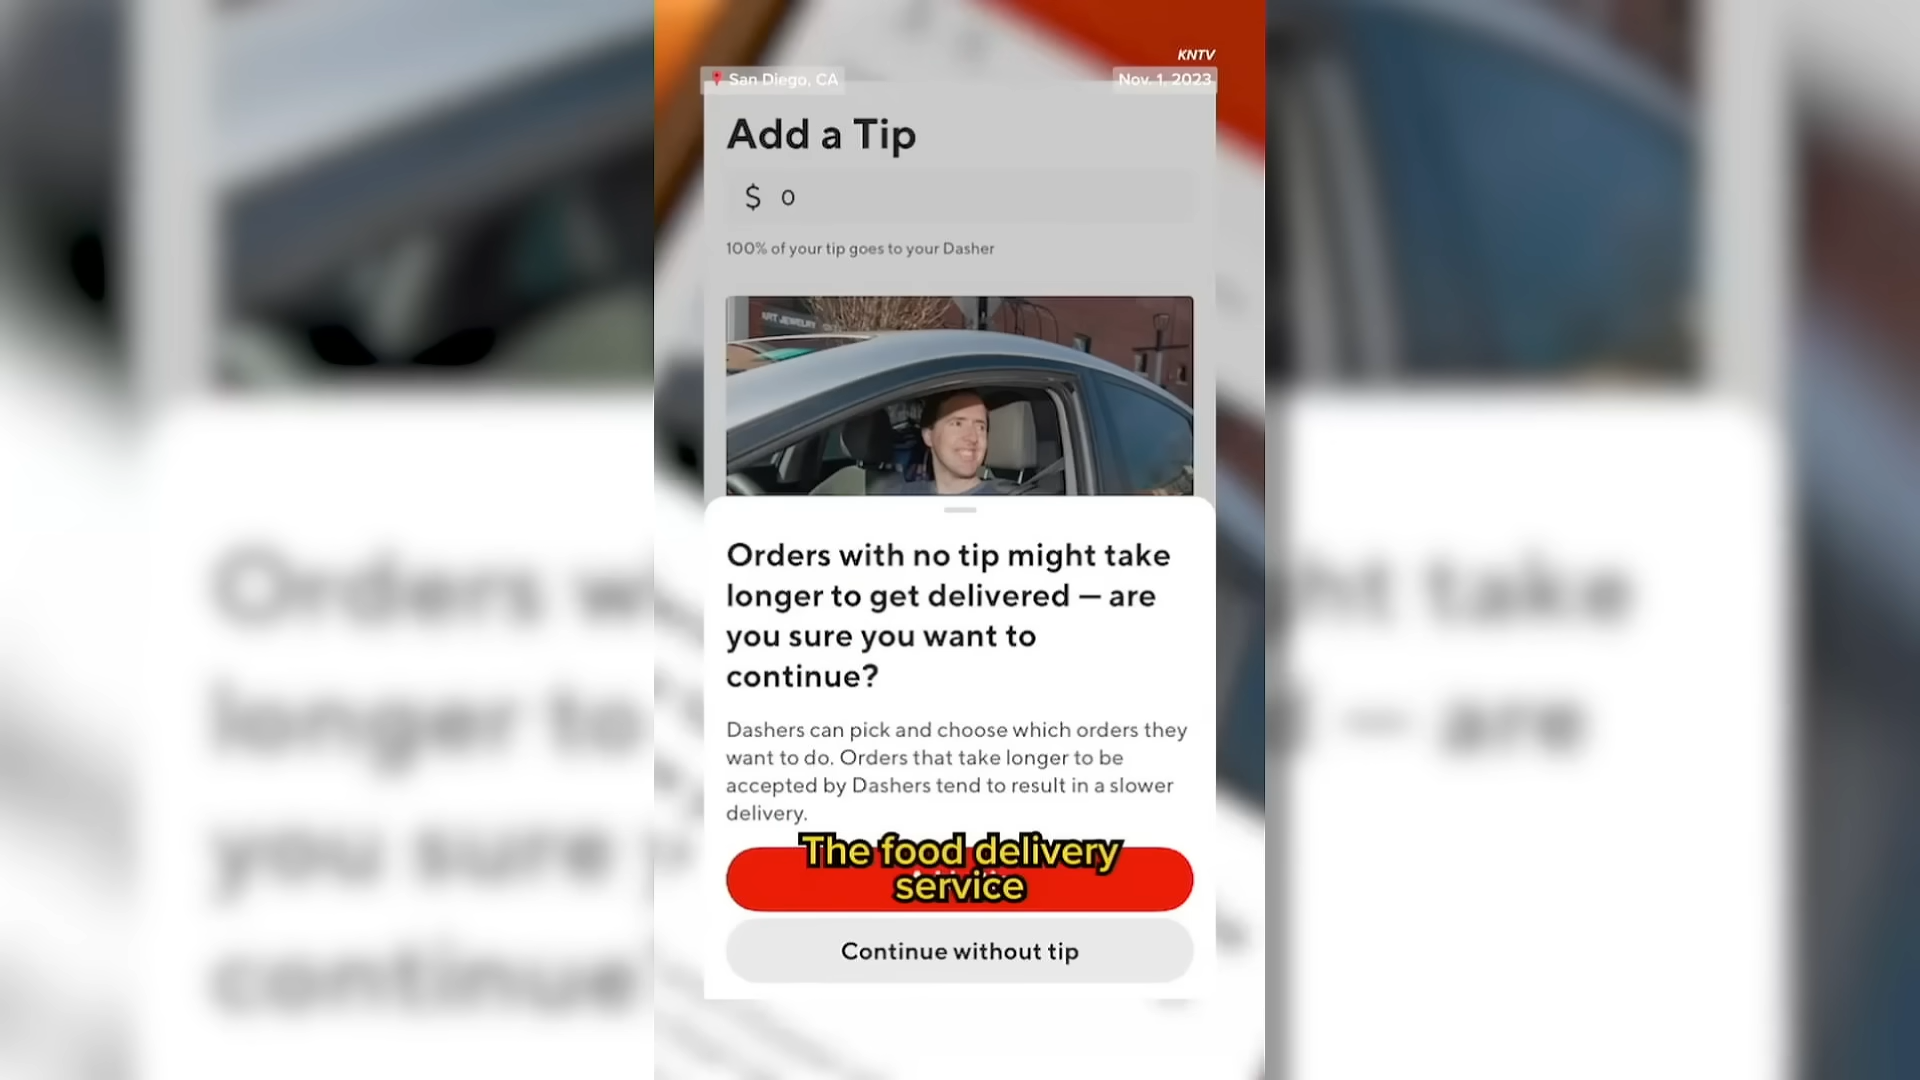 KNTV
San Diego, CA
Nov. 1, 2023
Add a Tip
$ 0
100% of your tip goes to your Dasher
ART JEWELRY
Orders with no tip might take
longer to get delivered – are
you sure you want to
continue?
Dashers can pick and choose which orders they
want to do. Orders that take longer to be
accepted by Dashers tend to result in a slower
delivery.
The food delivery
service
Continue without tip